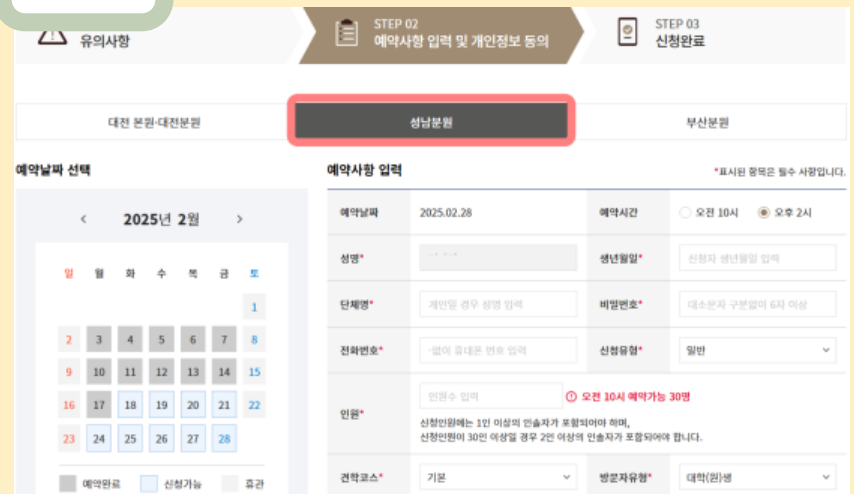 유의사항
STEP 02
예약사항 입력 및 개인정보 동의
STEP 03
신청완료
대전 본원·대전분원
성남분원
부산분원
예약날짜 선택
< 2025년 2월 >
일 월 화 수 목 금 토
1
2 3 4 5 6 7 8
9 10 11 12 13 14 15
16 17 18 19 20 21 22
23 24 25 26 27 28
예약완료 신청가능 휴관
예약사항 입력
*표시된 항목은 필수 사항입니다.
예약날짜 2025.02.28 예약시간 오전 10시 오후 2시
성명* 생년월일* 신청자 생년월일 입력
단체명* 개인일 경우 성명 입력 비밀번호* 대소문자 구분없이 6자 이상
전화번호* -없이 휴대폰 번호 입력 신청유형* 일반
인원* 인원수 입력 오전 10시 예약가능 30명
신청인원에는 1인 이상의 인솔자가 포함되어야 하며,
신청인원이 30인 이상일 경우 2인 이상의 인솔자가 포함되어야 합니다.
견학코스* 기본 방문자유형* 대학(원)생